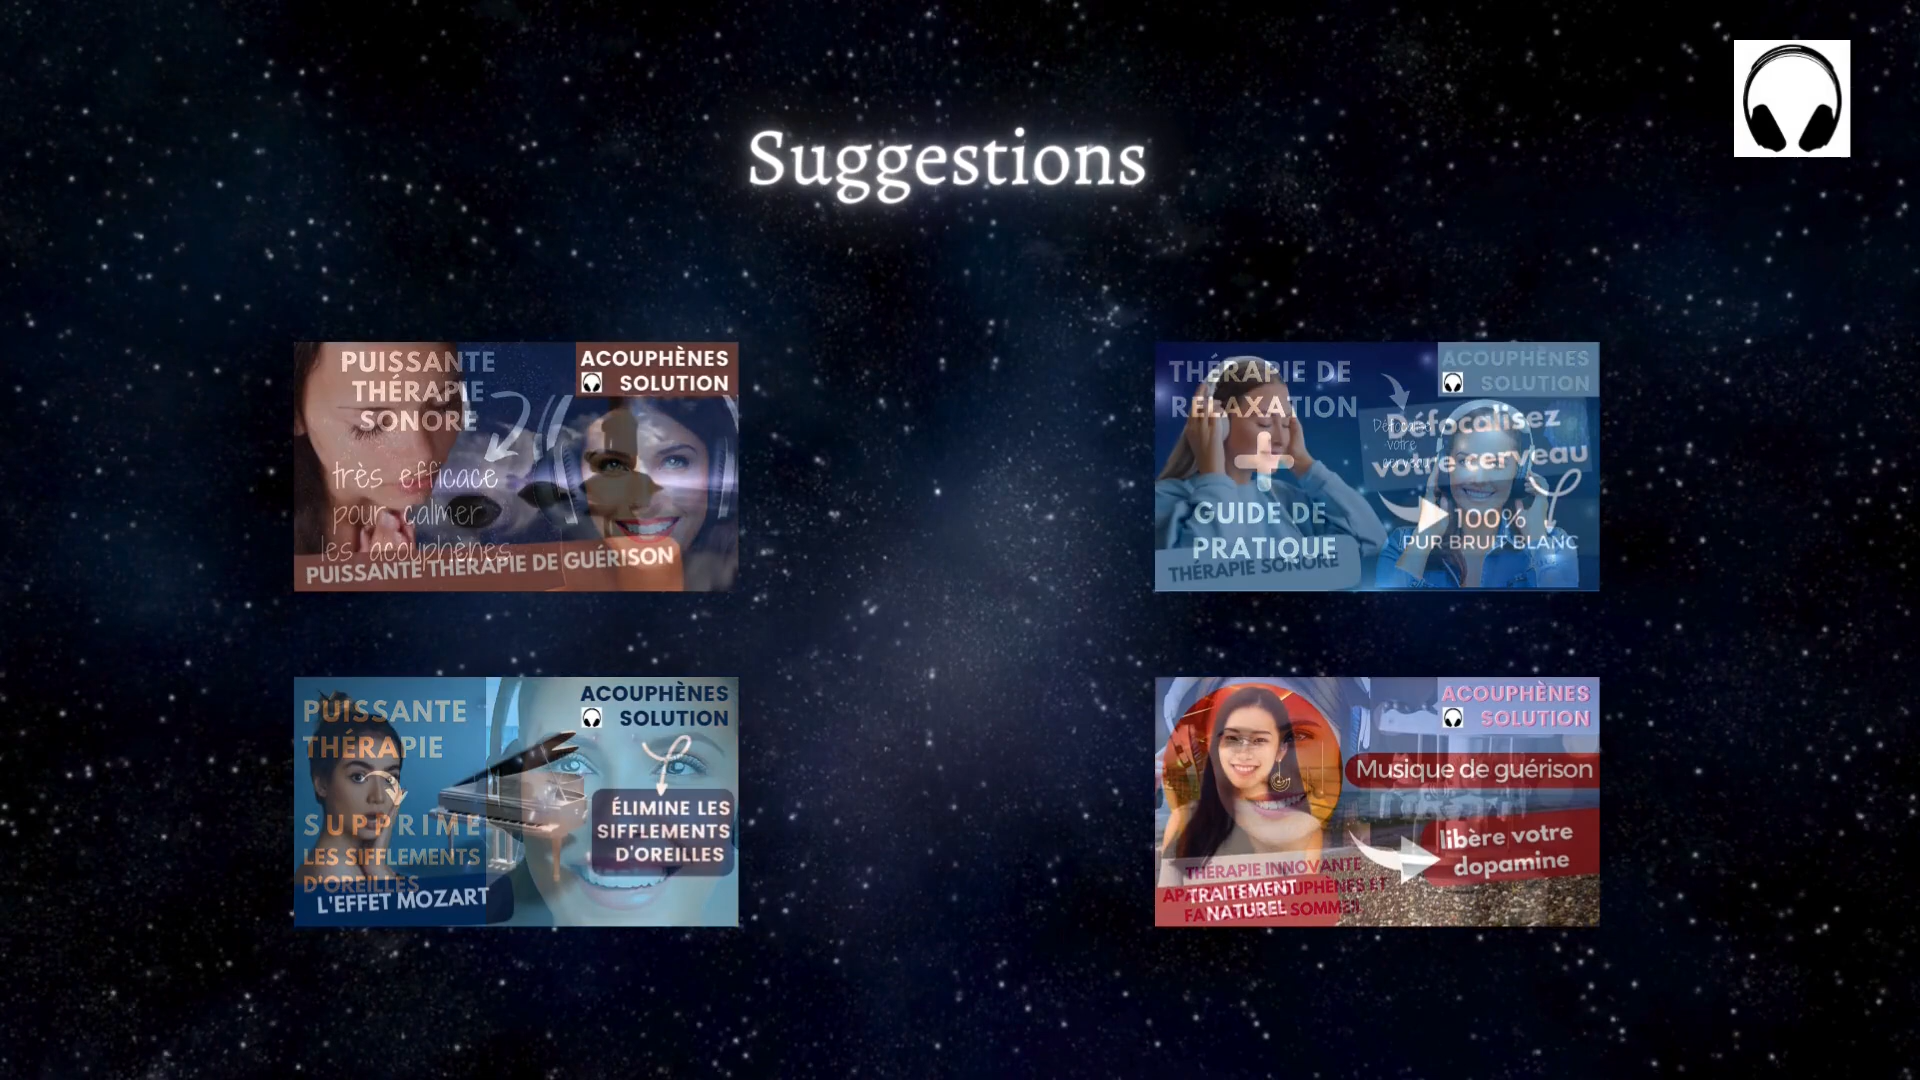 Suggestions
PUISSANTE
THÉRAPIE
SONORE
très efficace
pour calmer
les acouphènes
PUISSANTE THÉRAPIE DE GUÉRISON
ACOUPHÈNES
SOLUTION
THÉRAPIE DE
RELAXATION
GUIDE DE
PRATIQUE
THÉRAPIE SONORE
ACOUPHÈNES
SOLUTION
Défocalisez
votre cerveau
Défocalisez
votre
cerveau
100%
PUR BRUIT BLANC
PUISSANTE
THÉRAPIE
SUPPRIME
LES SIFFLEMENTS
D'OREILLES
L'EFFET MOZART
ACOUPHÈNES
SOLUTION
ÉLIMINE LES
SIFFLEMENTS
D'OREILLES
ACOUPHÈNES
SOLUTION
Musique de guérison
libère votre
dopamine
THÉRAPIE INNOVANTE
TRAITEMENT
NATUREL